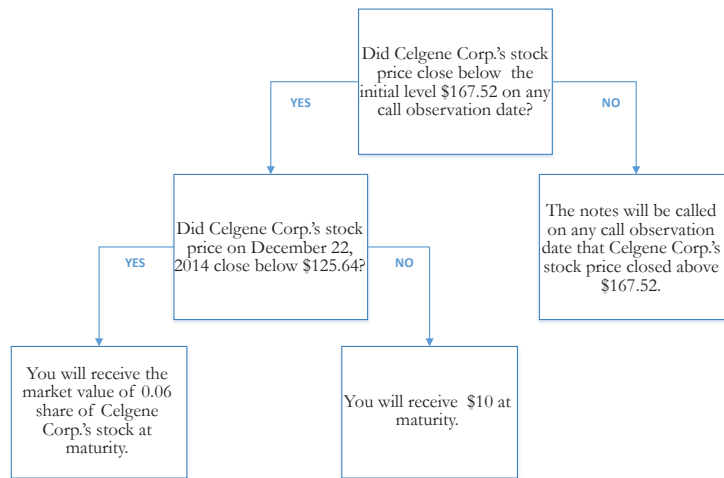 Did Celgene Corp.'s stock
price close below the
initial level $167.52 on any
call observation date?
YES
NO
Did Celgene Corp.'s stock
price on December 22,
2014 close below $125.64?
The notes will be called
on any call observation
date that Celgene Corp.'s
stock price closed above
$167.52.
YES
NO
You will receive the
market value of 0.06
share of Celgene
Corp.'s stock at
maturity.
You will receive $10 at
maturity.